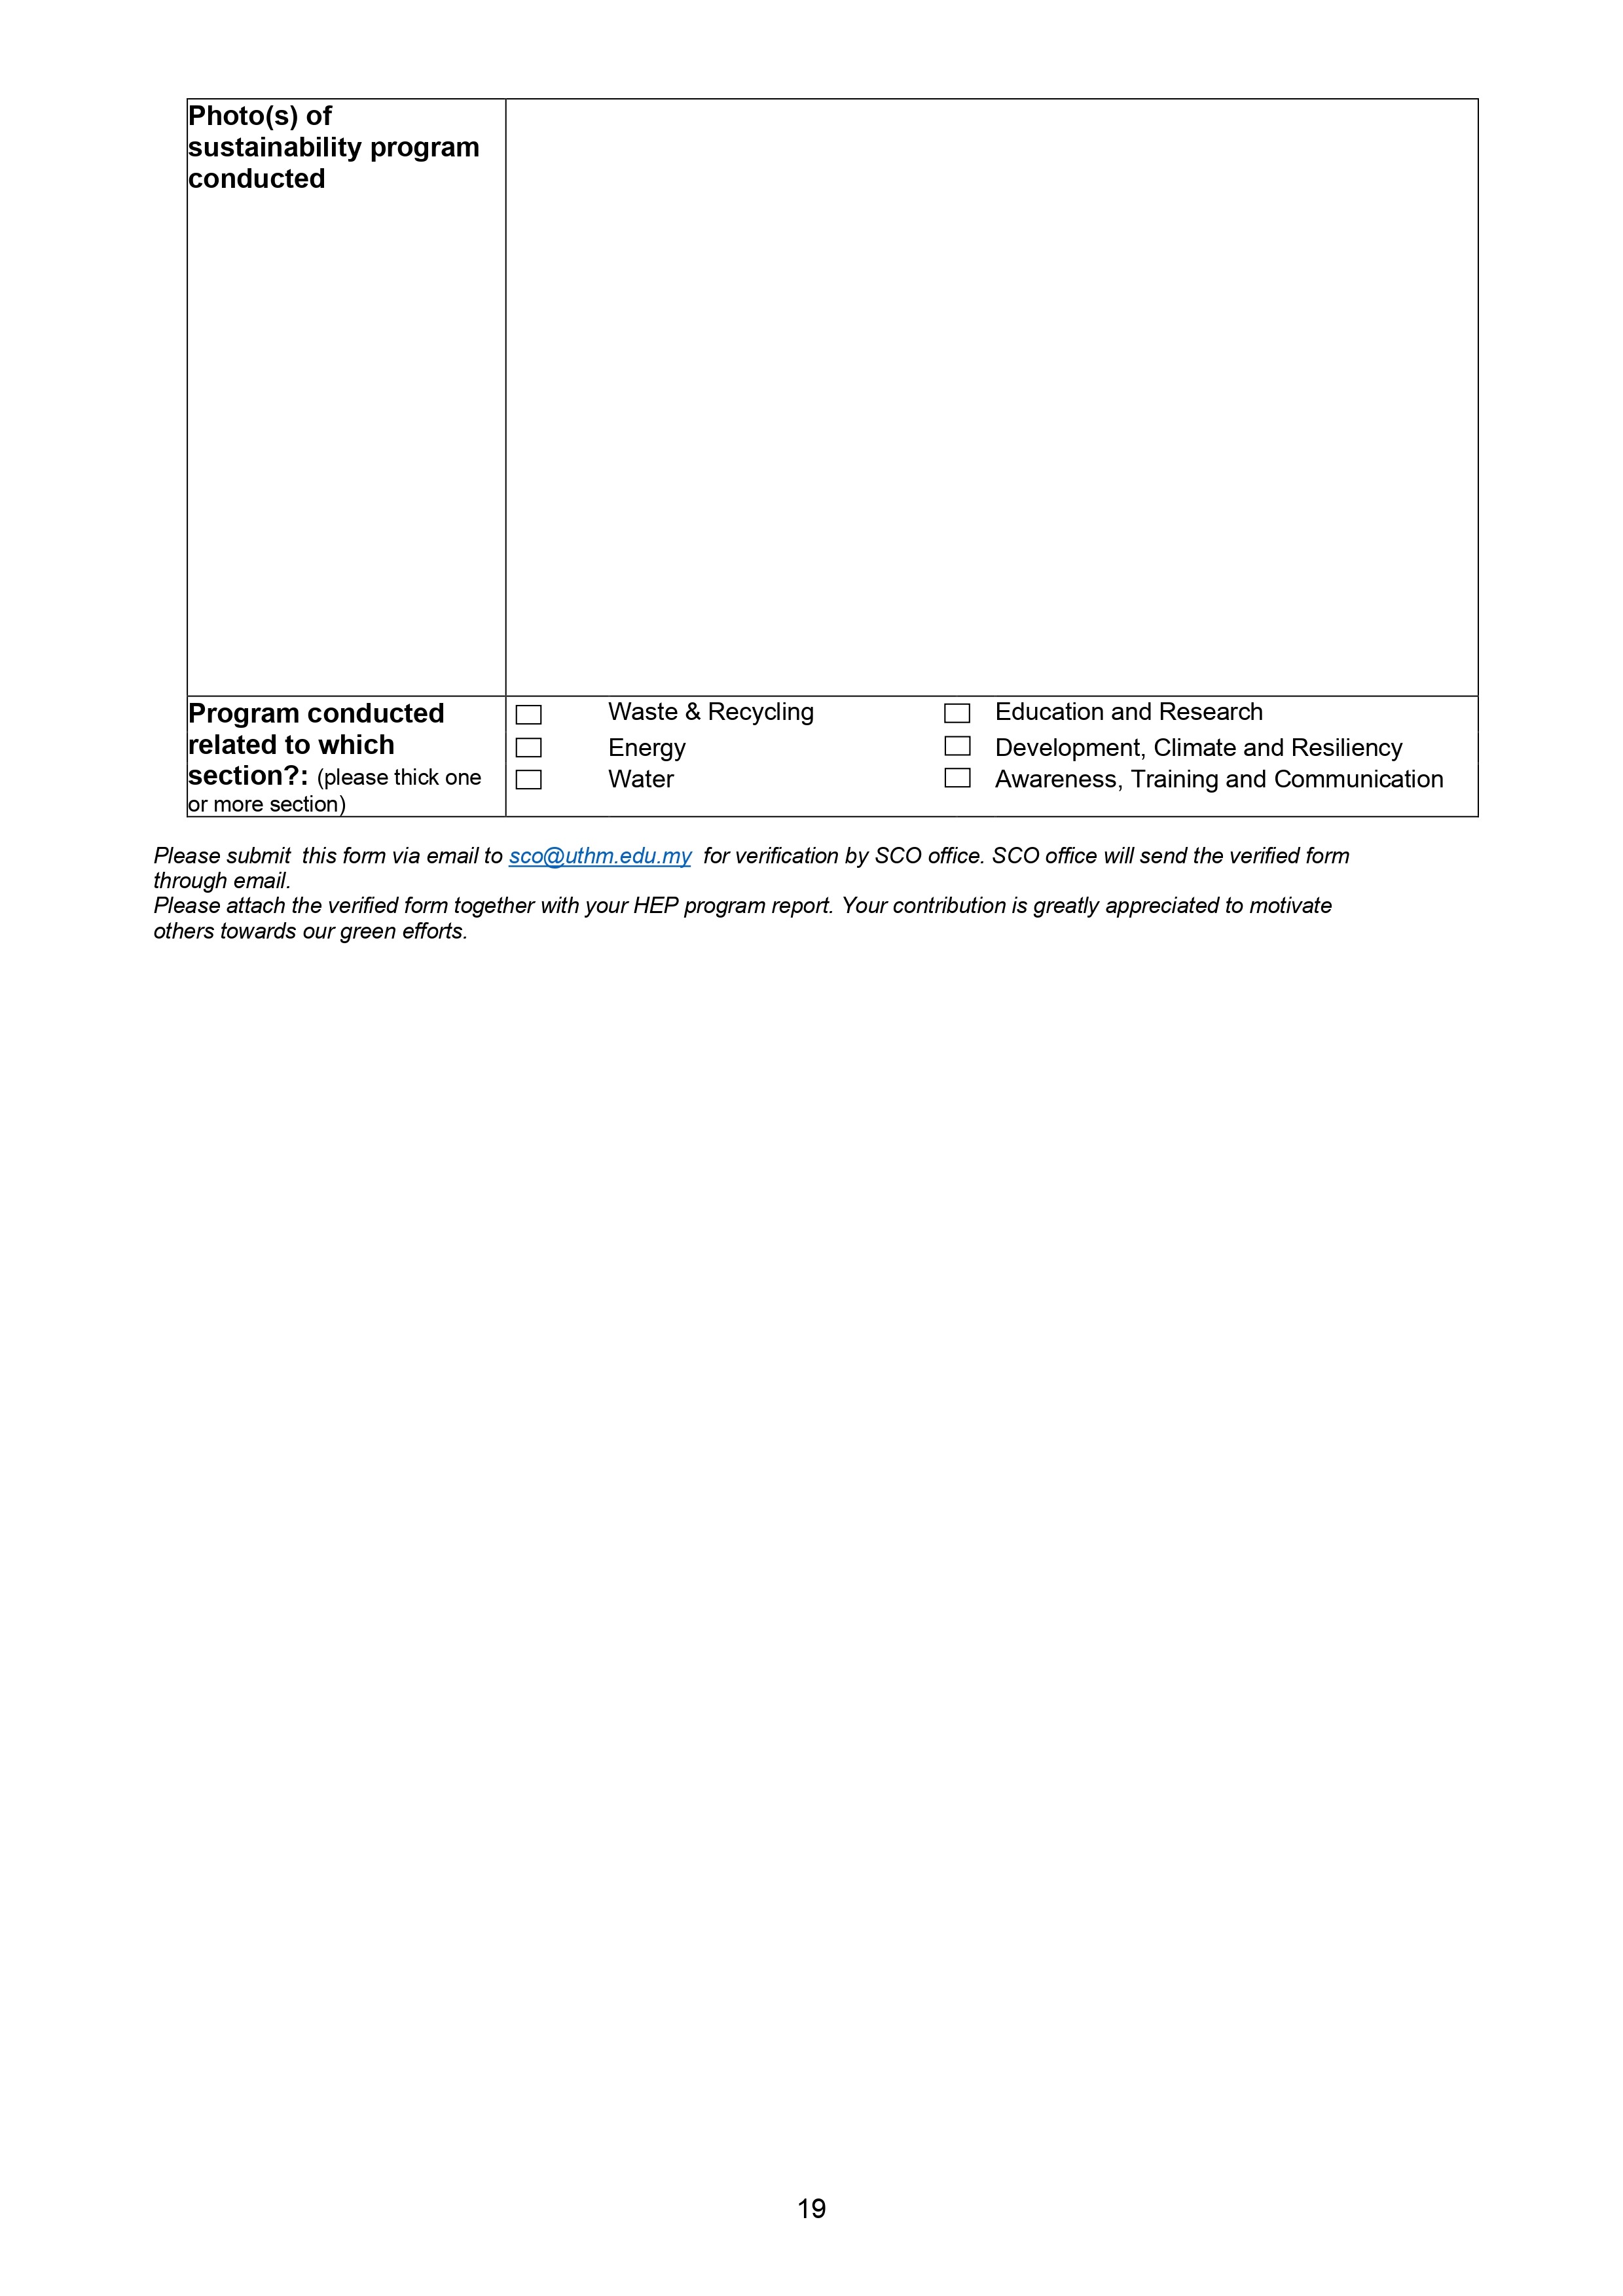 Photo(s) of
sustainability program
conducted
Program conducted
related to which
section?: (please thick one
or more section)
Waste & Recycling
Education and Research
Energy
Development, Climate and Resiliency
Water
Awareness, Training and Communication
Please submit  this form via email to sco@uthm.edu.my  for verification by SCO office. SCO office will send the verified form
through email.
Please attach the verified form together with your HEP program report. Your contribution is greatly appreciated to motivate
others towards our green efforts.
19